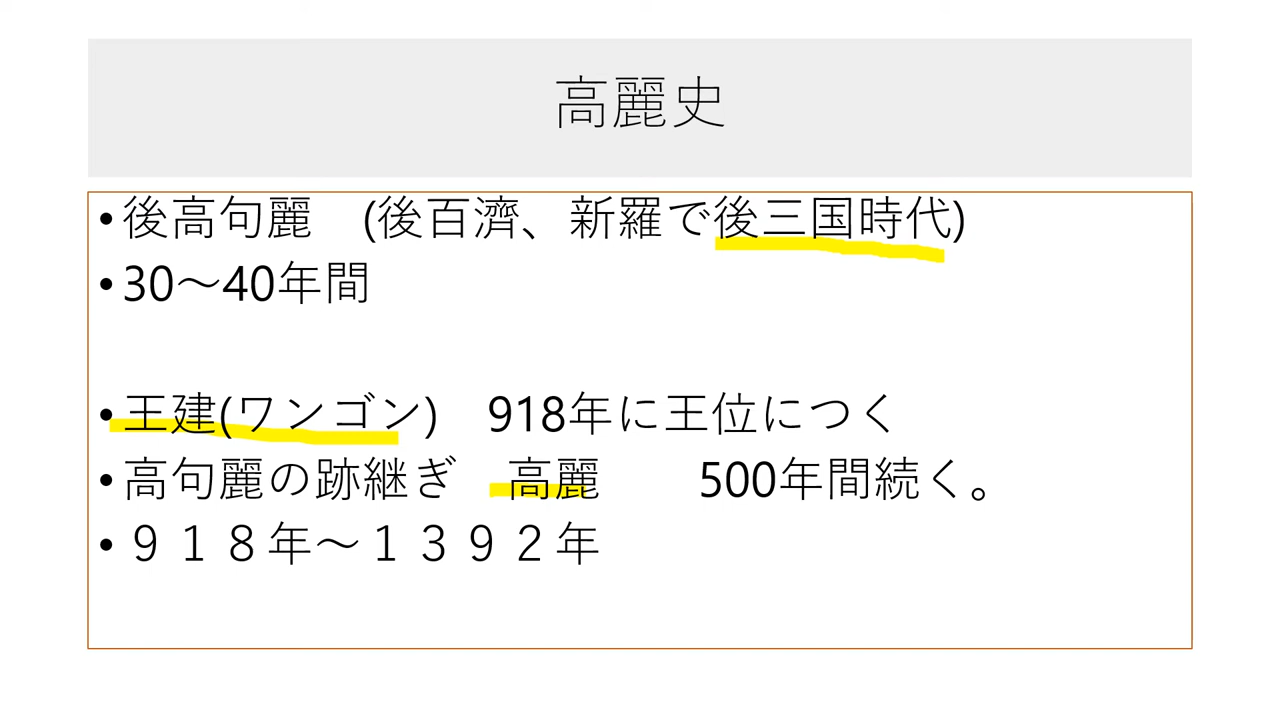 高麗史
•後高句麗　(後百濟、新羅で後三国時代)
•30～40年間
•王建(ワンゴン)　918年に王位につく
•高句麗の跡継ぎ　高麗　　500年間続く。
•９１８年～１３９２年